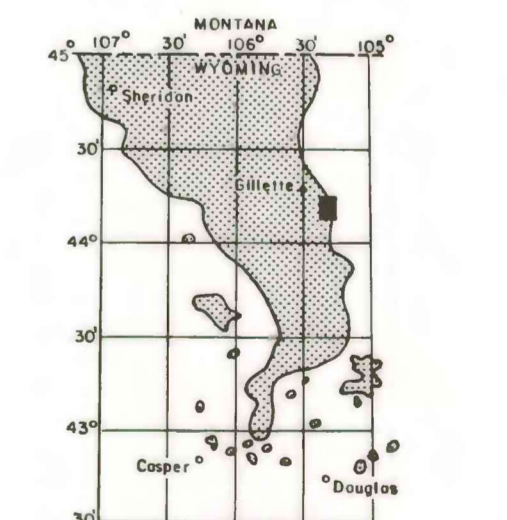 MONTANA
45° 107° 30' 106° 30' 105°
WYOMING
Sheridan
30'
Gillette
44°
30'
43°
Casper
Douglas
30'